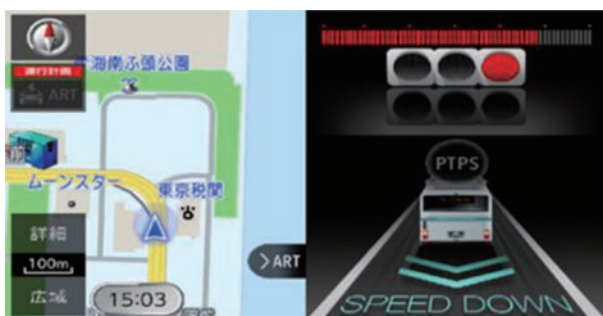 海南ふ頭公園
運行計画
ART
ムーンスター
東京税関
詳細
100m
広域
15:03
>ART
PTPS
SPEED DOWN